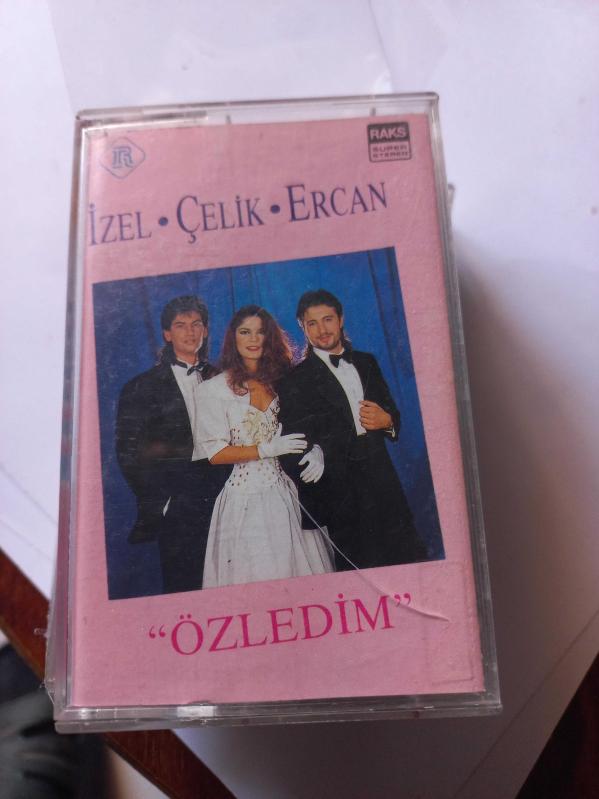 R
RAKS
SUPER
STEREO
İZEL • ÇELİK • ERCAN
“ÖZLEDİM”